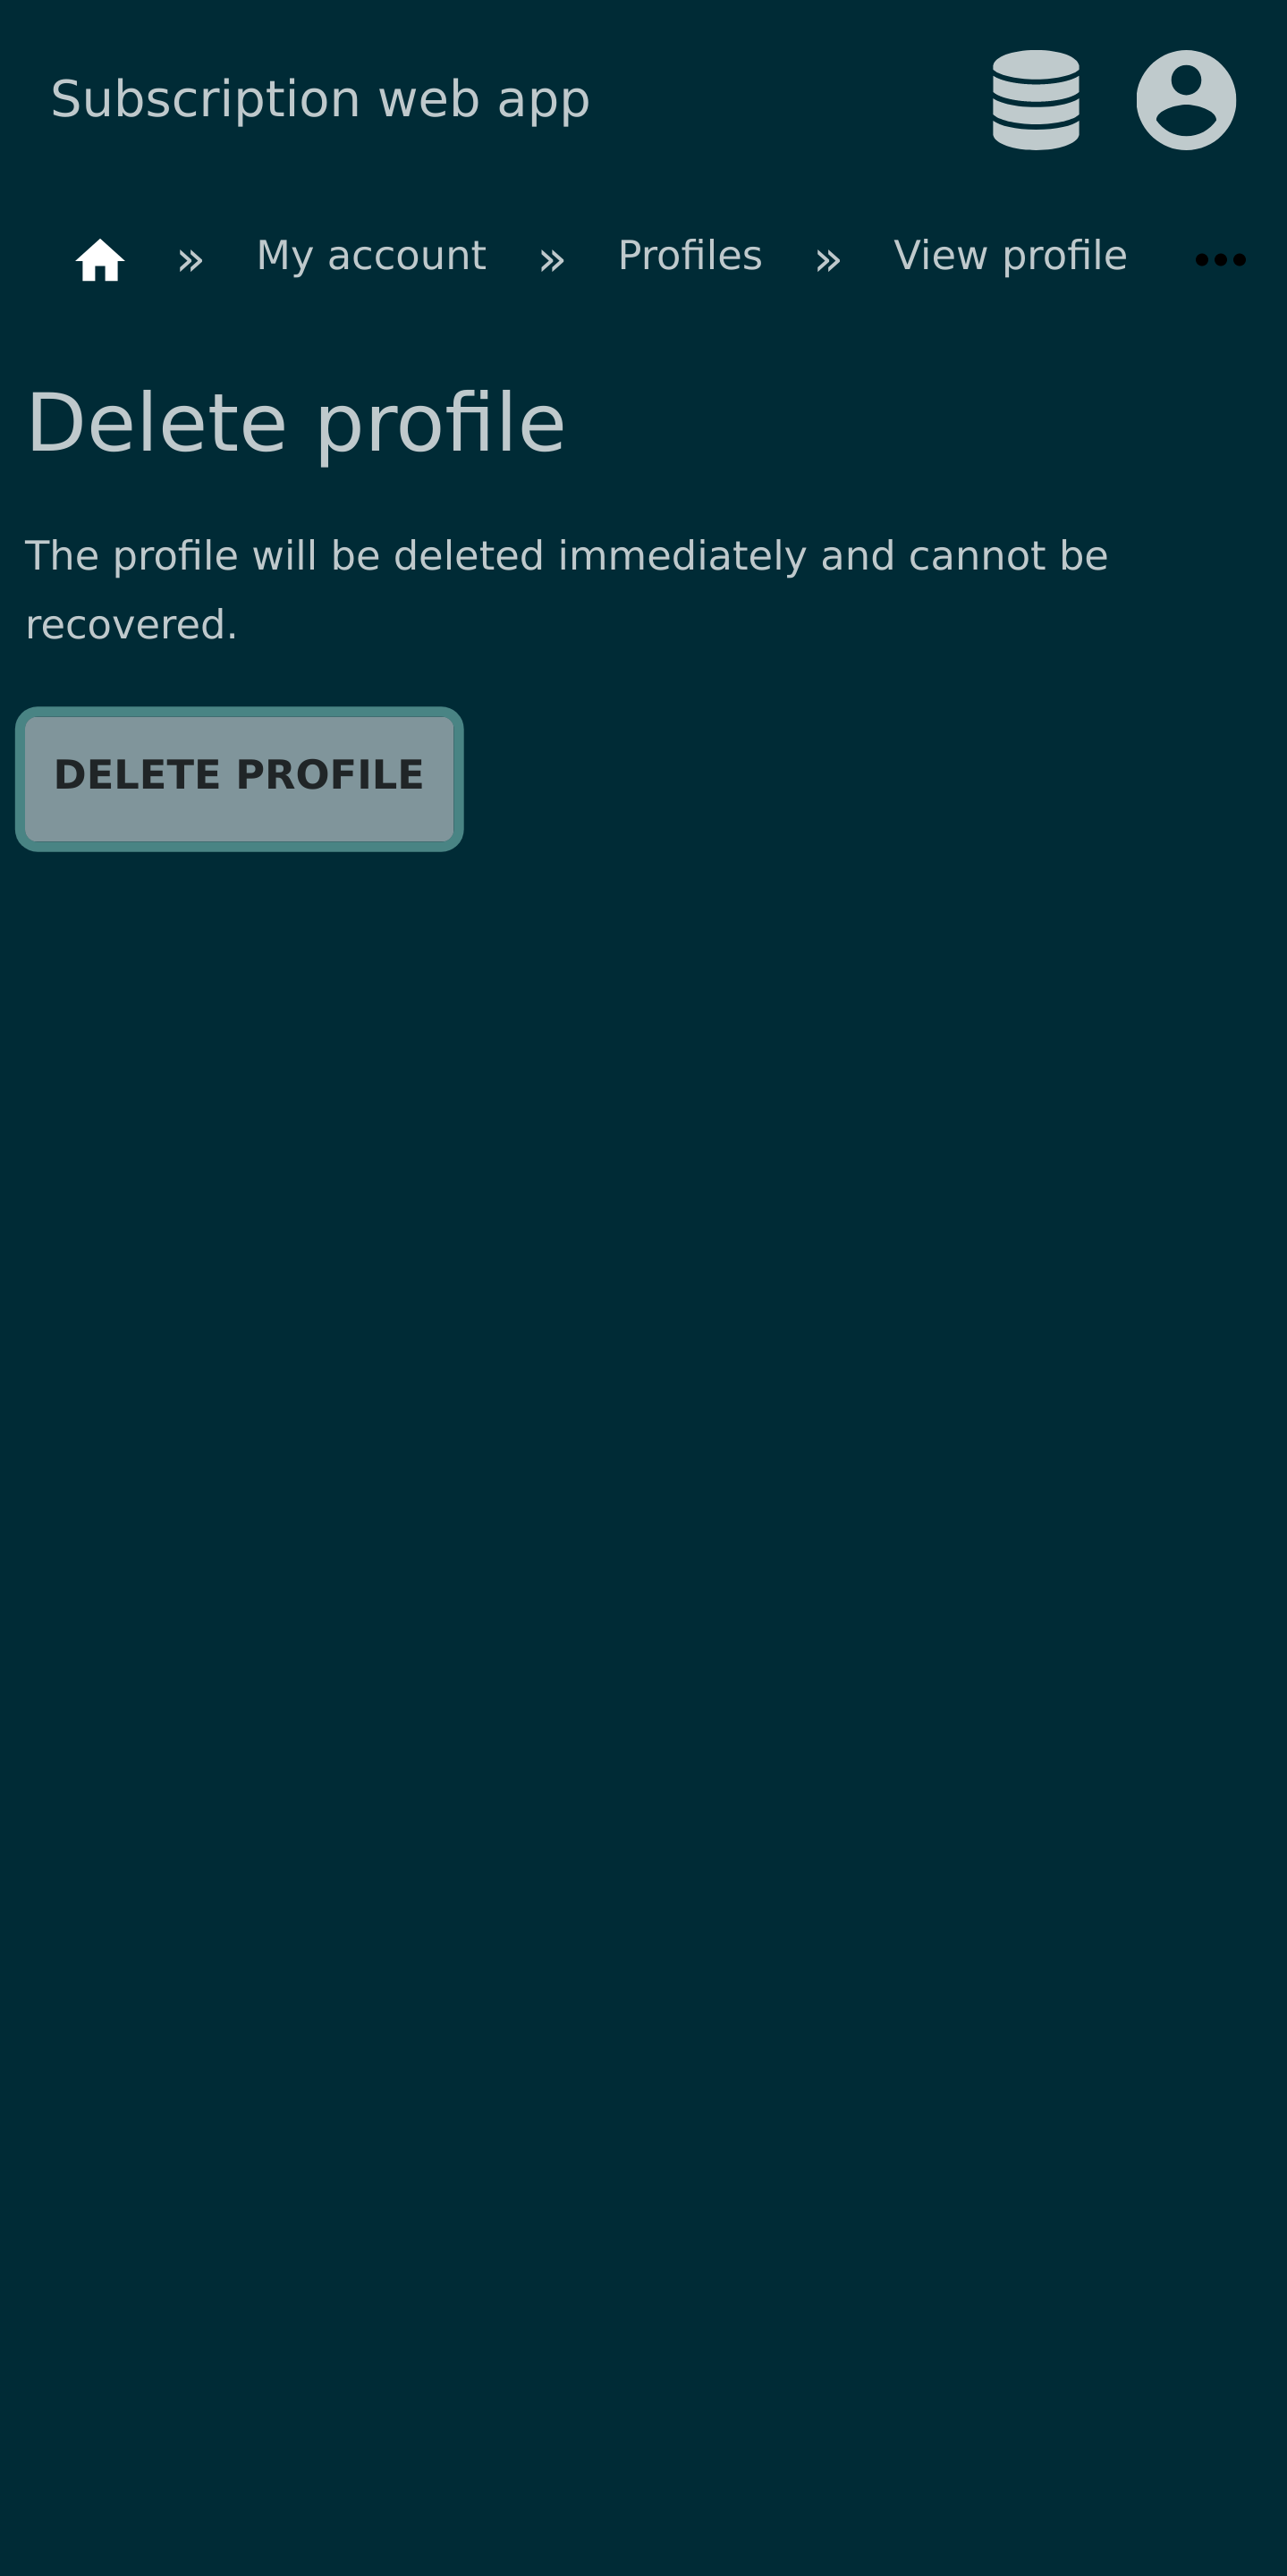 Subscription web app
» My account » Profiles » View profile
Delete profile
The profile will be deleted immediately and cannot be
recovered.
DELETE PROFILE